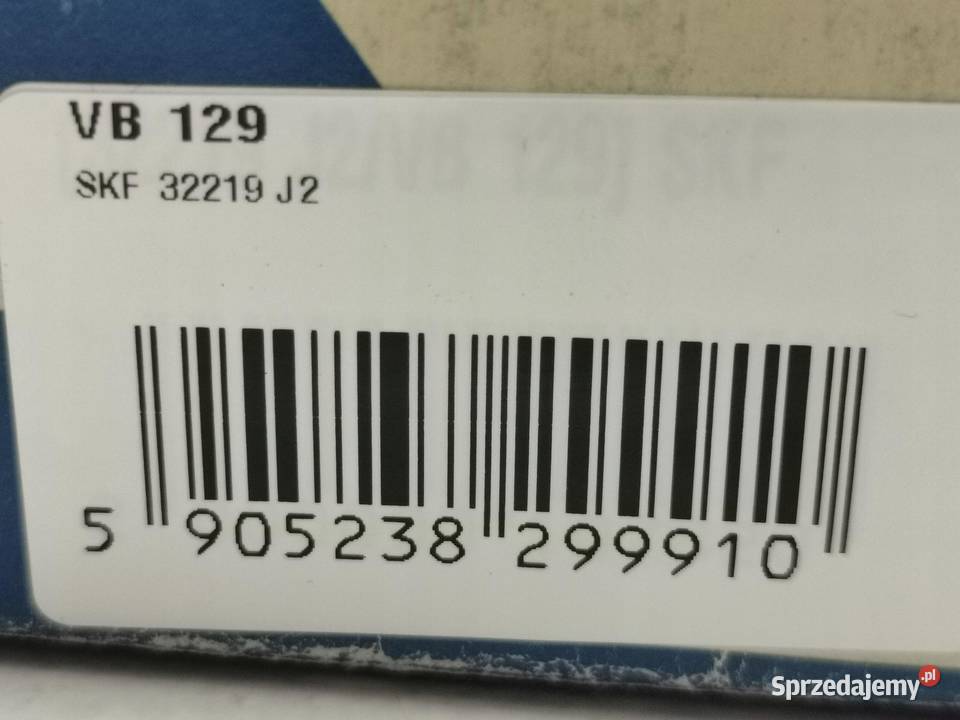 VB 129
SKF 32219 J2
5 905238 299910
Sprzedajemy.pl